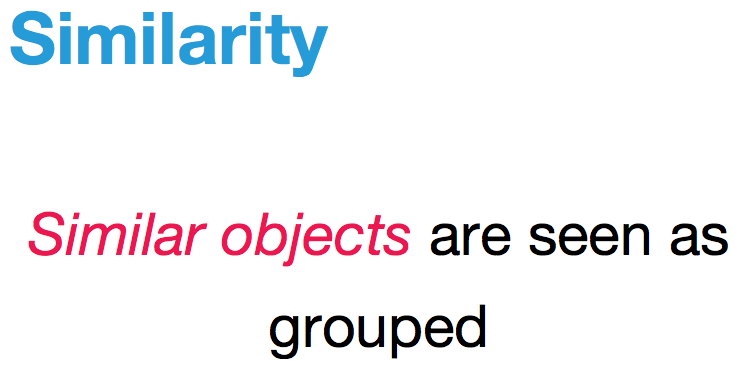 Similarity
Similar objects are seen as
grouped